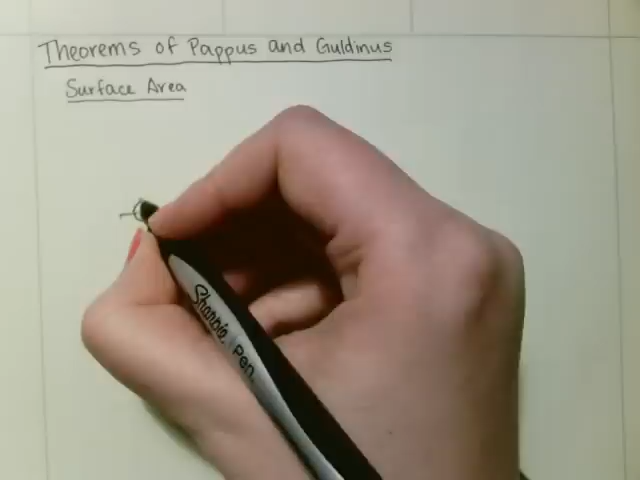 Theorems of Pappus and Guldinus
Surface Area
Sharpie Pen